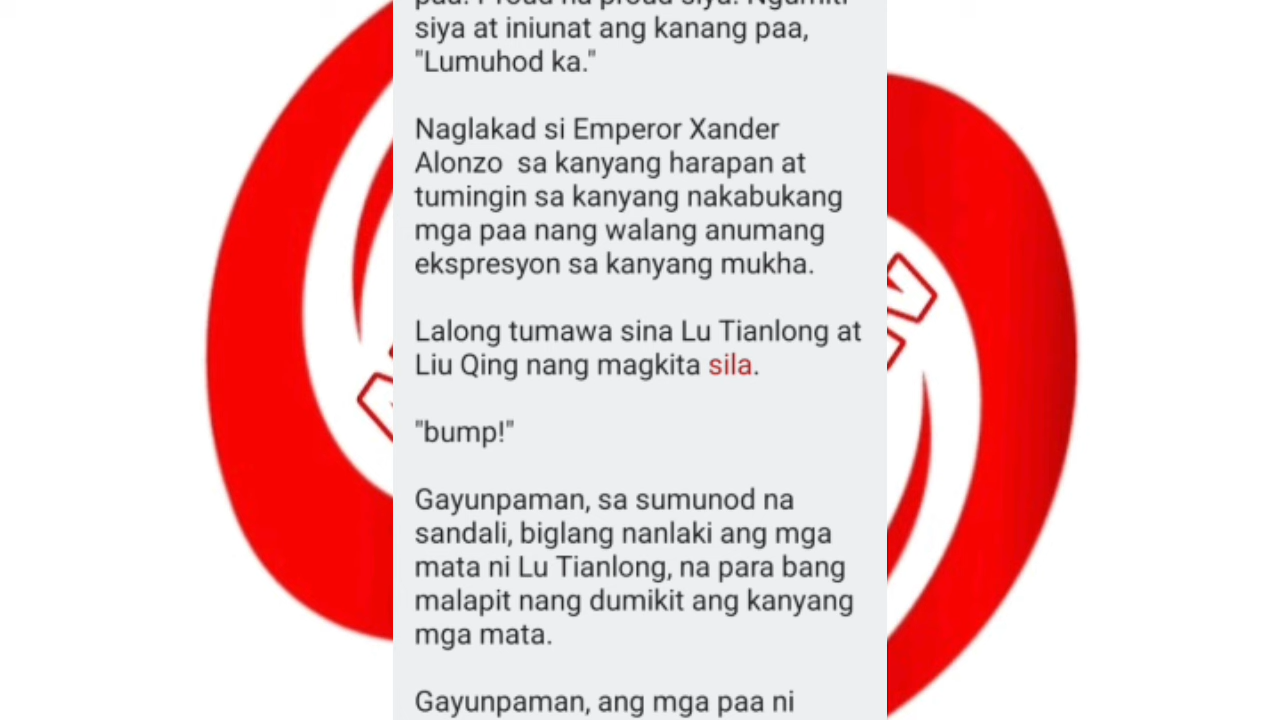 siya at iniunat ang kanang paa,
"Lumuhod ka."
Naglakad si Emperor Xander
Alonzo sa kanyang harapan at
tumingin sa kanyang nakabukang
mga paa nang walang anumang
ekspresyon sa kanyang mukha.
Lalong tumawa sina Lu Tianlong at
Liu Qing nang magkita sila.
"bump!"
Gayunpaman, sa sumunod na
sandali, biglang nanlaki ang mga
mata ni Lu Tianlong, na para bang
malapit nang dumikit ang kanyang
mga mata.
Gayunpaman, ang mga paa ni